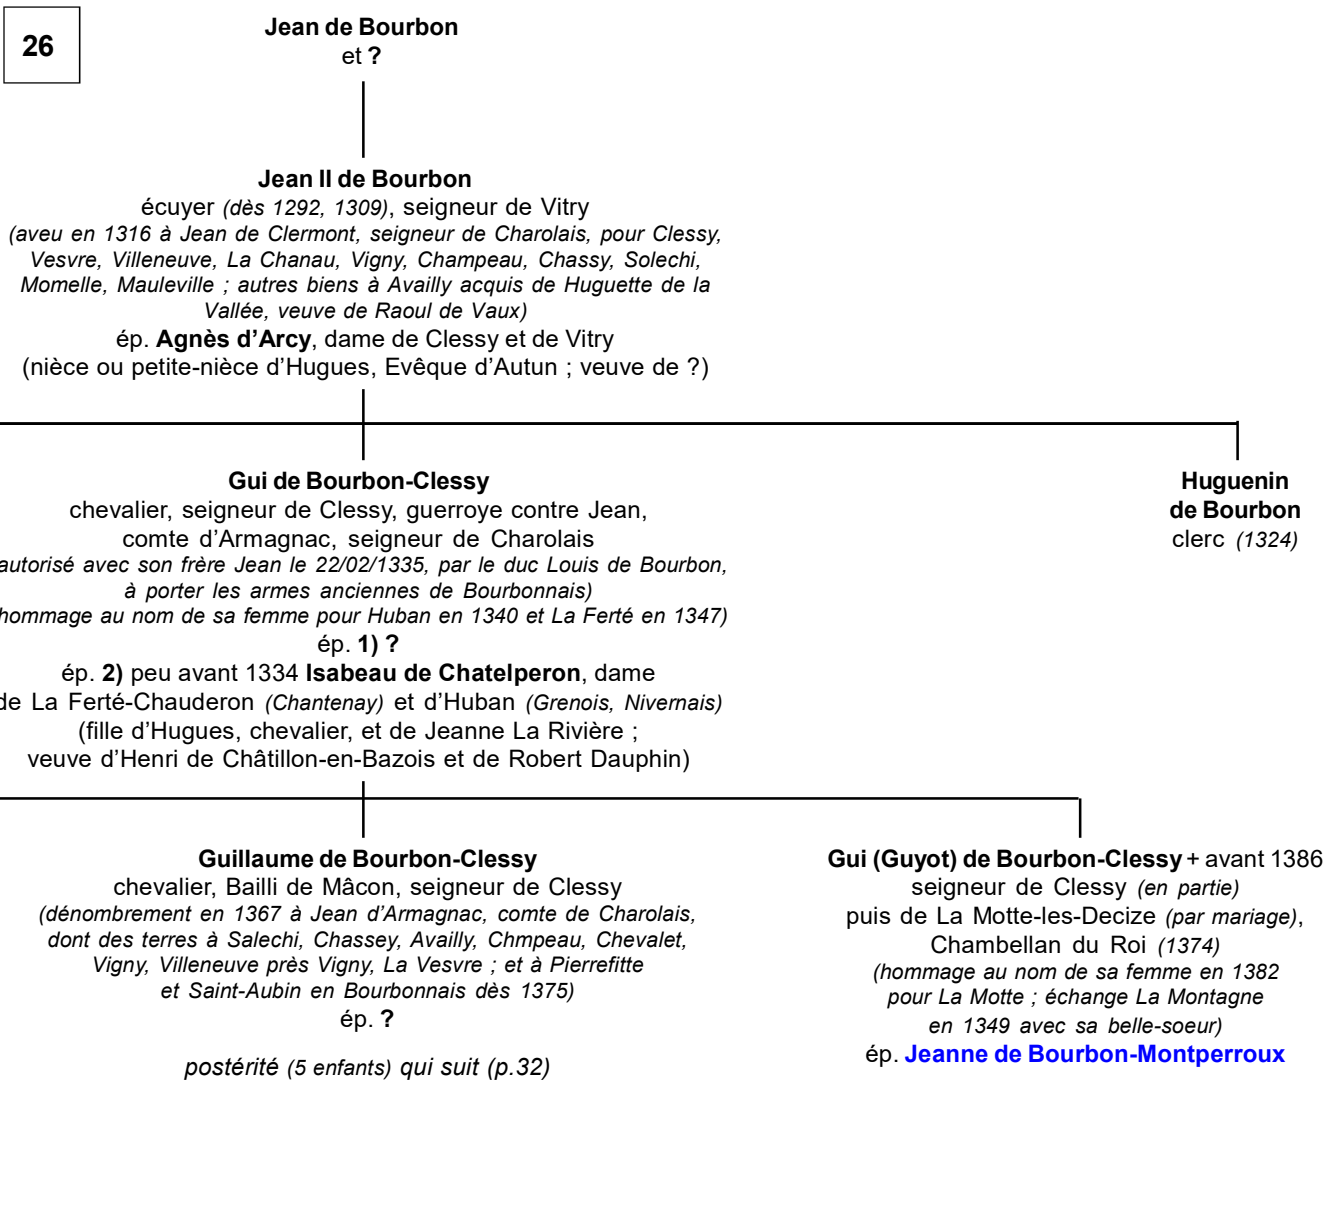 26
Jean de Bourbon
et ?
Jean II de Bourbon
écuyer (dès 1292, 1309), seigneur de Vitry
(aveu en 1316 à Jean de Clermont, seigneur de Charolais, pour Clessy,
Vesvre, Villeneuve, La Chanau, Vigny, Champeau, Chassy, Solechi,
Momelle, Mauleville ; autres biens à Availly acquis de Huguette de la
Vallée, veuve de Raoul de Vaux)
ép. Agnès d’Arcy, dame de Clessy et de Vitry
(nièce ou petite-nièce d’Hugues, Evêque d’Autun ; veuve de ?)
Gui de Bourbon-Clessy
chevalier, seigneur de Clessy, guerroye contre Jean,
comte d’Armagnac, seigneur de Charolais
autorisé avec son frère Jean le 22/02/1335, par le duc Louis de Bourbon,
à porter les armes anciennes de Bourbonnais)
hommage au nom de sa femme pour Huban en 1340 et La Ferté en 1347)
ép. 1) ?
ép. 2) peu avant 1334 Isabeau de Chatelperon, dame
de La Ferté-Chauderon (Chantenay) et d’Huban (Grenois, Nivernais)
(fille d’Hugues, chevalier, et de Jeanne La Rivière ;
veuve d’Henri de Châtillon-en-Bazois et de Robert Dauphin)
Huguenin
de Bourbon
clerc (1324)
Guillaume de Bourbon-Clessy
chevalier, Bailli de Mâcon, seigneur de Clessy
(dénombrement en 1367 à Jean d’Armagnac, comte de Charolais,
dont des terres à Salechi, Chassey, Availly, Chmpeau, Chevalet,
Vigny, Villeneuve près Vigny, La Vesvre ; et à Pierrefitte
et Saint-Aubin en Bourbonnais dès 1375)
ép. ?
postérité (5 enfants) qui suit (p.32)
Gui (Guyot) de Bourbon-Clessy + avant 1386
seigneur de Clessy (en partie)
puis de La Motte-les-Decize (par mariage),
Chambellan du Roi (1374)
(hommage au nom de sa femme en 1382
pour La Motte ; échange La Montagne
en 1349 avec sa belle-soeur)
ép. Jeanne de Bourbon-Montperroux